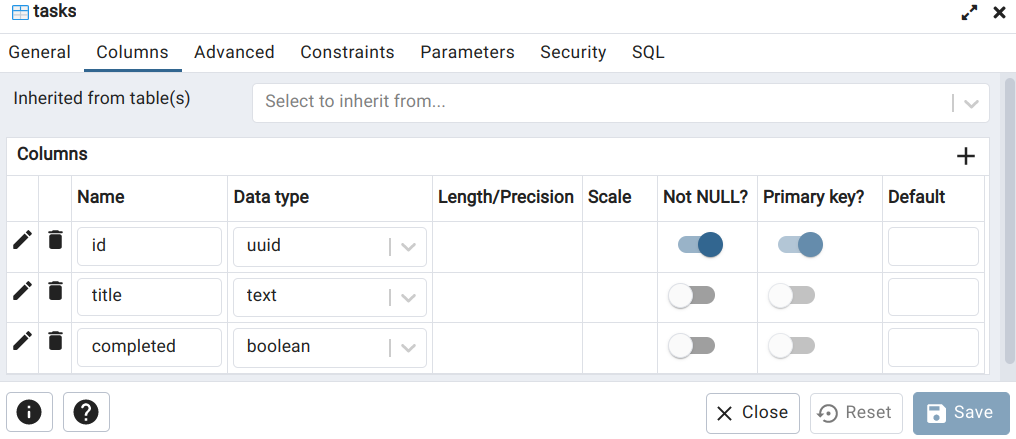 tasks
General Columns Advanced Constraints Parameters Security SQL
Inherited from table(s) Select to inherit from...
Columns
Name Data type Length/Precision Scale Not NULL? Primary key? Default
id uuid
title text
completed boolean
Close Reset Save